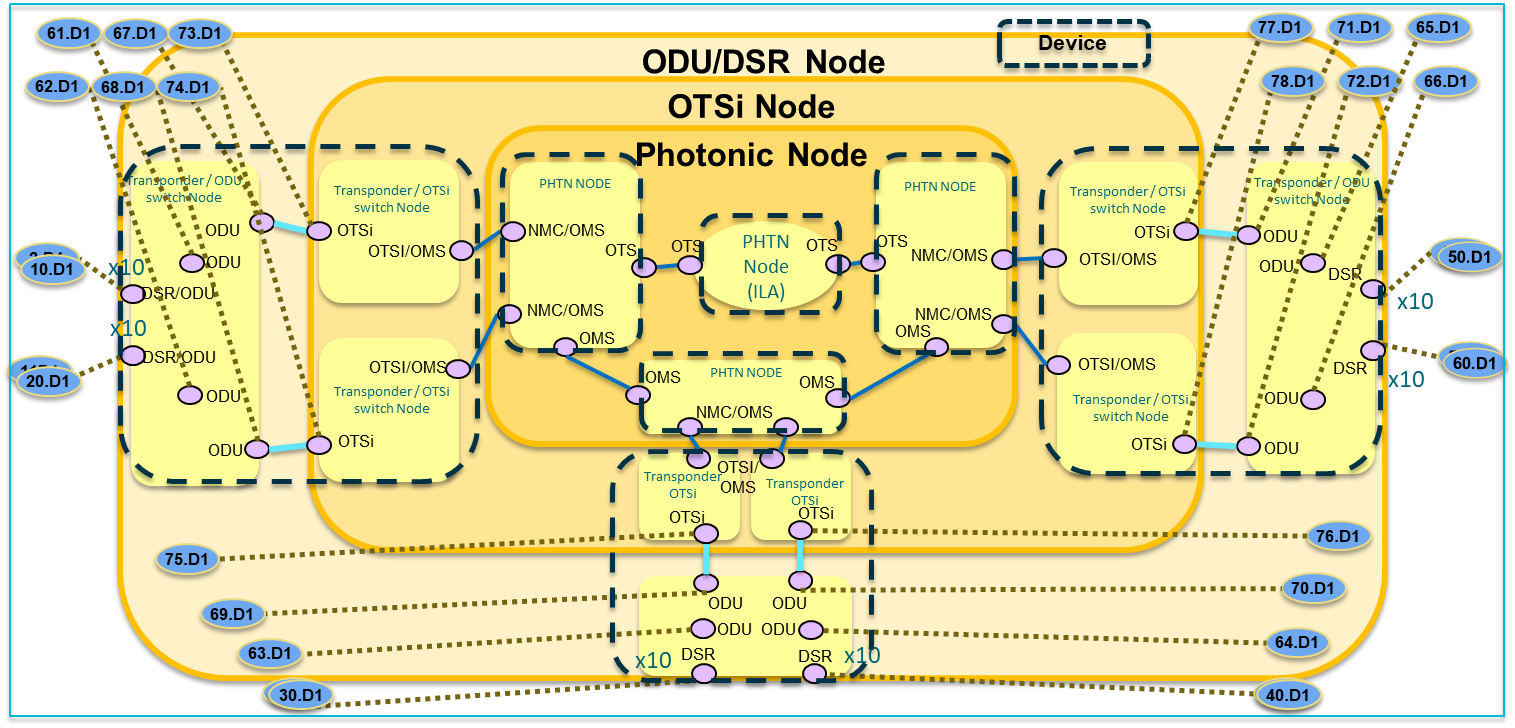 61.D1 67.D1 73.D1
77.D1 71.D1 65.D1
Device
ODU/DSR Node
62.D1 68.D1 74.D1
78.D1 72.D1 66.D1
OTSi Node
Photonic Node
Transponder / ODU
switch Node
Transponder / OTSi
switch Node
PHTN NODE
PHTN NODE
Transponder / OTSi
switch Node
Transponder / ODU
switch Node
ODU
OTSi
OTSI/OMS
NMC/OMS
OTS
OTS
PHTN
Node
(ILA)
OTS
OTS
NMC/OMS
OTSi
OTSI/OMS
ODU
ODU
ODU
DSR
10.D1
x10
DSR/ODU
50.D1
x10
x10
DSR/ODU
NMC/OMS
OMS
NMC/OMS
OMS
20.D1
60.D1
DSR
x10
OTSI/OMS
Transponder / OTSi
switch Node
OTSI/OMS
Transponder / OTSi
switch Node
OMS
PHTN NODE
OMS
NMC/OMS
ODU
ODU
ODU
OTSi
OTSi
ODU
OTSI/
OMS
Transponder
OTSi
Transponder
OTSi
OTSi
OTSi
75.D1
76.D1
69.D1
ODU
ODU
70.D1
63.D1
ODU
ODU
64.D1
x10
DSR
DSR
x10
30.D1
40.D1